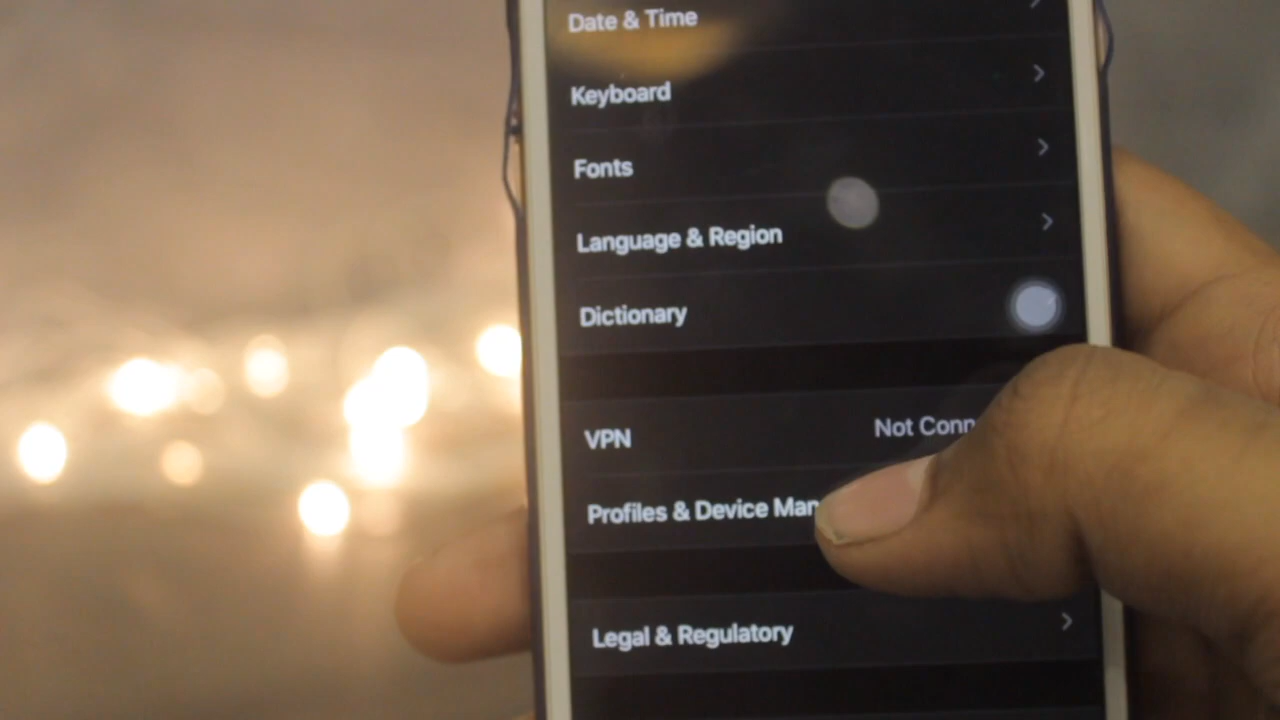 Date & Time
Keyboard
Fonts
Language & Region
Dictionary
VPN
Not Conn
Profiles & Device Man
Legal & Regulatory